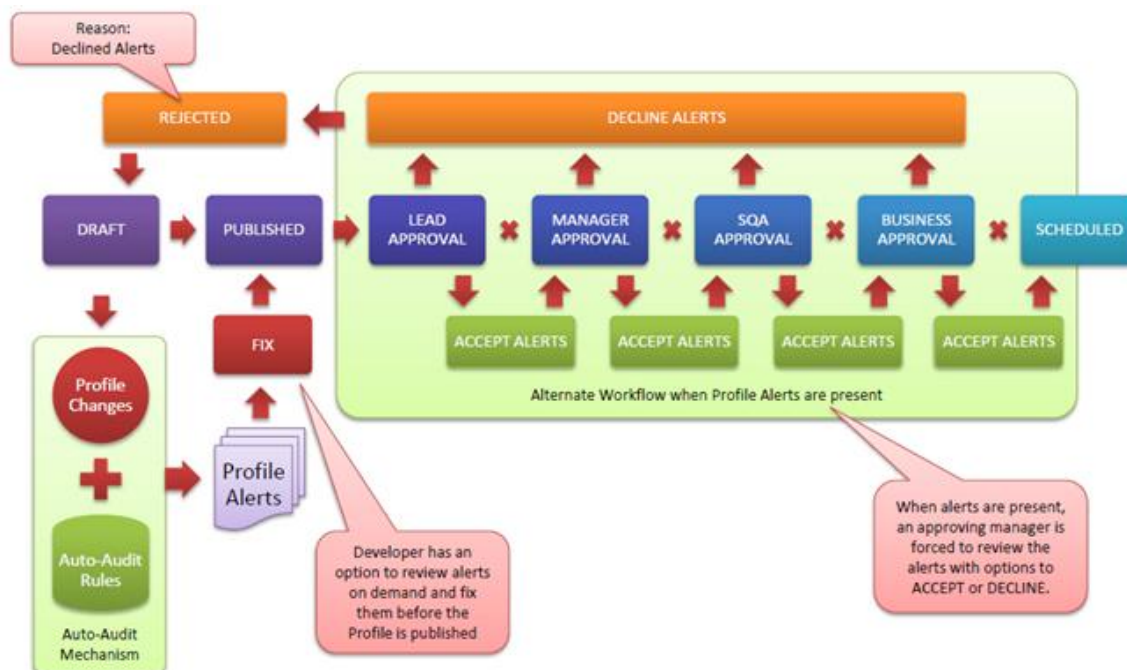 Reason:
Declined Alerts
REJECTED
DECLINE ALERTS
DRAFT
PUBLISHED
LEAD
APPROVAL
MANAGER
APPROVAL
SQA
APPROVAL
BUSINESS
APPROVAL
SCHEDULED
FIX
ACCEPT ALERTS
ACCEPT ALERTS
ACCEPT ALERTS
ACCEPT ALERTS
Alternate Workflow when Profile Alerts are present
Profile
Changes
Profile
Alerts
Auto-Audit
Rules
Auto-Audit
Mechanism
Developer has an
option to review alerts
on demand and fix
them before the
Profile is published
When alerts are present,
an approving manager is
forced to review the
alerts with options to
ACCEPT or DECLINE.